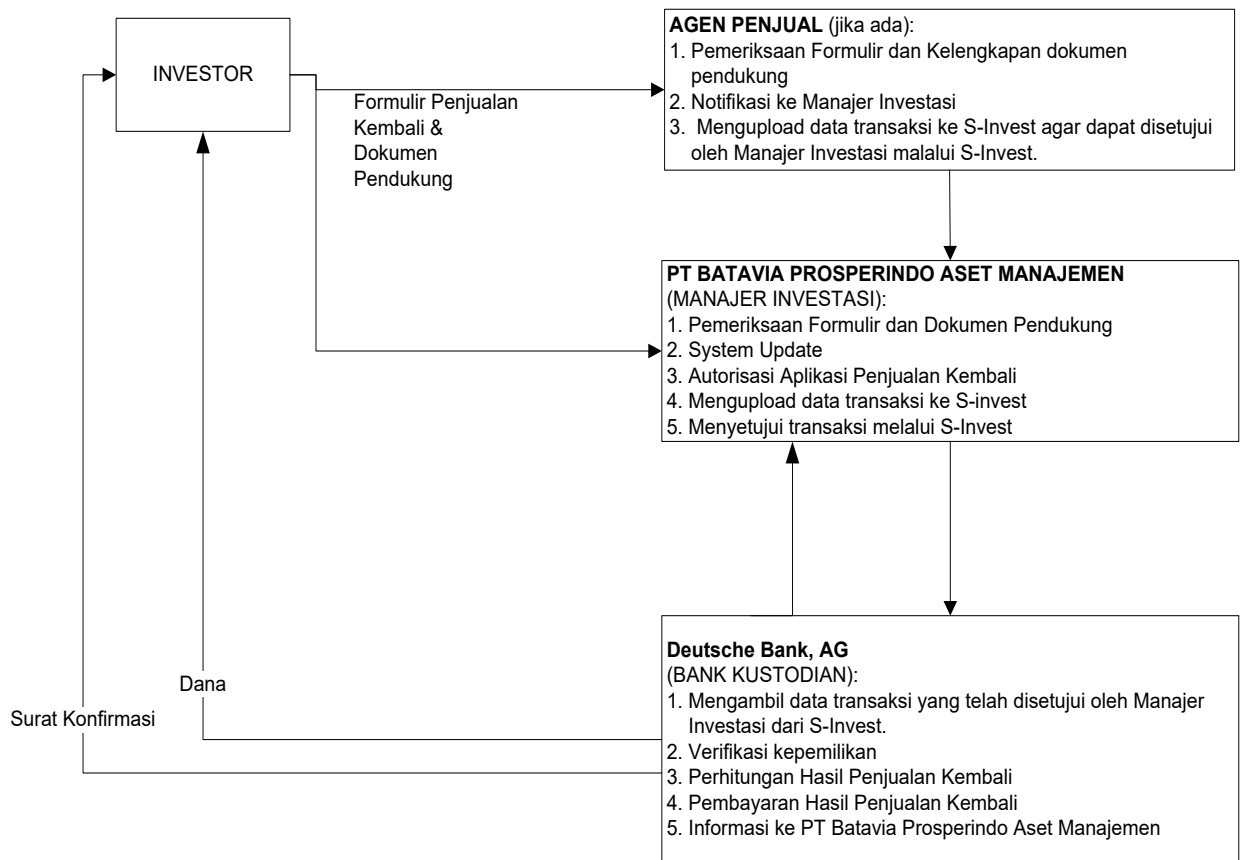 INVESTOR
Formulir Penjualan
Kembali &
Dokumen
Pendukung
AGEN PENJUAL (jika ada):
1. Pemeriksaan Formulir dan Kelengkapan dokumen
pendukung
2. Notifikasi ke Manajer Investasi
3. Mengupload data transaksi ke S-Invest agar dapat disetujui
oleh Manajer Investasi malalui S-Invest.
PT BATAVIA PROSPERINDO ASET MANAJEMEN
(MANAJER INVESTASI):
1. Pemeriksaan Formulir dan Dokumen Pendukung
2. System Update
3. Autorisasi Aplikasi Penjualan Kembali
4. Mengupload data transaksi ke S-invest
5. Menyetujui transaksi melalui S-Invest
Deutsche Bank, AG
(BANK KUSTODIAN):
1. Mengambil data transaksi yang telah disetujui oleh Manajer
Investasi dari S-Invest.
2. Verifikasi kepemilikan
3. Perhitungan Hasil Penjualan Kembali
4. Pembayaran Hasil Penjualan Kembali
5. Informasi ke PT Batavia Prosperindo Aset Manajemen
Dana
Surat Konfirmasi